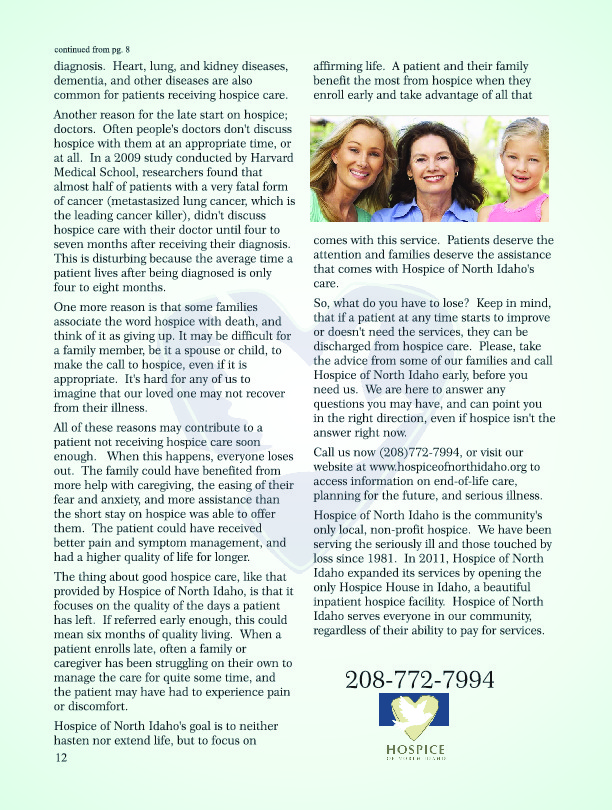 continued from pg. 8
diagnosis. Heart, lung, and kidney diseases,
dementia, and other diseases are also
common for patients receiving hospice care.
Another reason for the late start on hospice;
doctors. Often people's doctors don't discuss
hospice with them at an appropriate time, or
at all. In a 2009 study conducted by Harvard
Medical School, researchers found that
almost half of patients with a very fatal form
of cancer (metastasized lung cancer, which is
the leading cancer killer), didn't discuss
hospice care with their doctor until four to
seven months after receiving their diagnosis.
This is disturbing because the average time a
patient lives after being diagnosed is only
four to eight months.
One more reason is that some families
associate the word hospice with death, and
think of it as giving up. It may be difficult for
a family member, be it a spouse or child, to
make the call to hospice, even if it is
appropriate. It's hard for any of us to
imagine that our loved one may not recover
from their illness.
All of these reasons may contribute to a
patient not receiving hospice care soon
enough. When this happens, everyone loses
out. The family could have benefited from
more help with caregiving, the easing of their
fear and anxiety, and more assistance than
the short stay on hospice was able to offer
them. The patient could have received
better pain and symptom management, and
had a higher quality of life for longer.
The thing about good hospice care, like that
provided by Hospice of North Idaho, is that it
focuses on the quality of the days a patient
has left. If referred early enough, this could
mean six months of quality living. When a
patient enrolls late, often a family or
caregiver has been struggling on their own to
manage the care for quite some time, and
the patient may have had to experience pain
or discomfort.
Hospice of North Idaho's goal is to neither
hasten nor extend life, but to focus on
12
affirming life. A patient and their family
benefit the most from hospice when they
enroll early and take advantage of all that
comes with this service. Patients deserve the
attention and families deserve the assistance
that comes with Hospice of North Idaho's
care.
So, what do you have to lose? Keep in mind,
that if a patient at any time starts to improve
or doesn't need the services, they can be
discharged from hospice care. Please, take
the advice from some of our families and call
Hospice of North Idaho early, before you
need us. We are here to answer any
questions you may have, and can point you
in the right direction, even if hospice isn't the
answer right now.
Call us now (208)772-7994, or visit our
website at www.hospiceofnorthidaho.org to
access information on end-of-life care,
planning for the future, and serious illness.
Hospice of North Idaho is the community's
only local, non-profit hospice. We have been
serving the seriously ill and those touched by
loss since 1981. In 2011, Hospice of North
Idaho expanded its services by opening the
only Hospice House in Idaho, a beautiful
inpatient hospice facility. Hospice of North
Idaho serves everyone in our community,
regardless of their ability to pay for services.
208-772-7994
HOSPICE
OF NORTH IDAHO